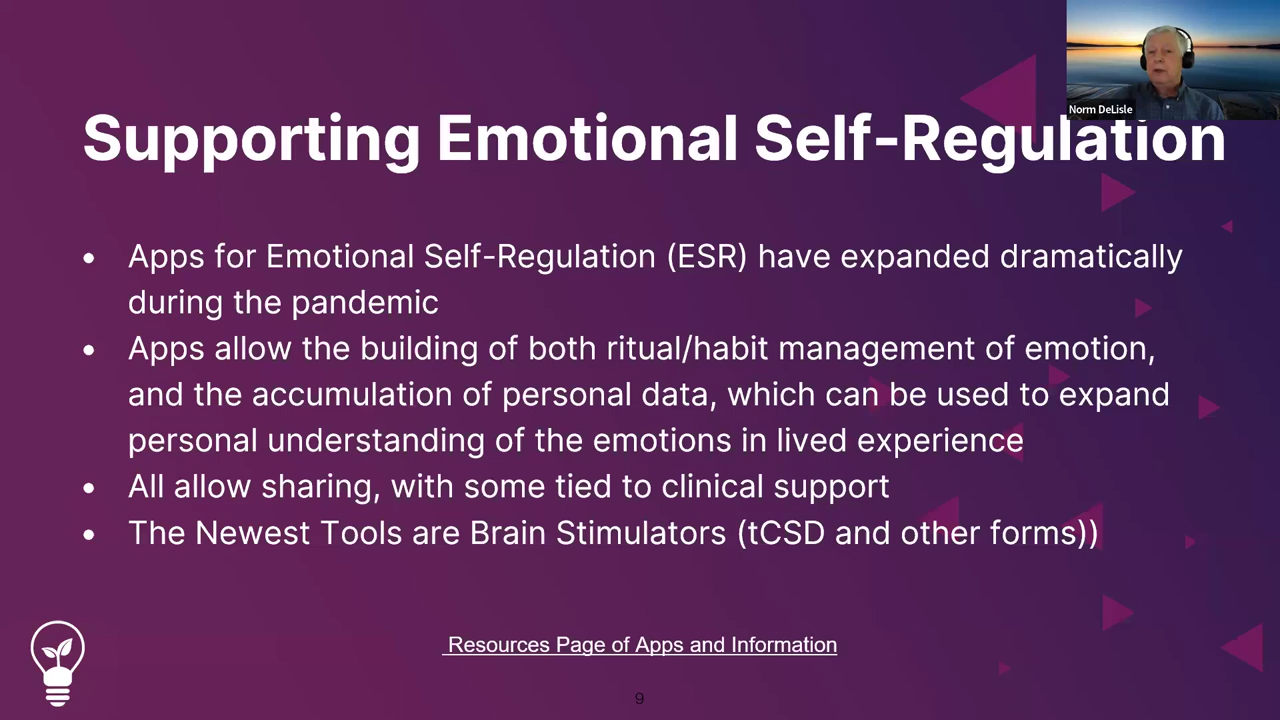 Norm DeLisle
Supporting Emotional Self-Regulation
• Apps for Emotional Self-Regulation (ESR) have expanded dramatically
during the pandemic
• Apps allow the building of both ritual/habit management of emotion,
and the accumulation of personal data, which can be used to expand
personal understanding of the emotions in lived experience
• All allow sharing, with some tied to clinical support
• The Newest Tools are Brain Stimulators (tCSD and other forms))
Resources Page of Apps and Information
9